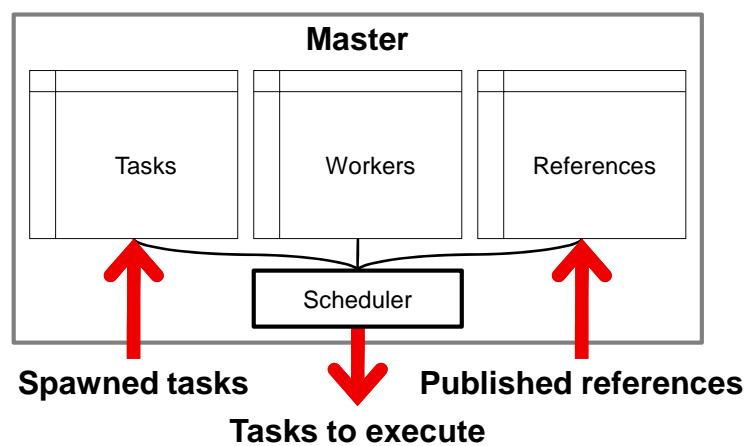 Master
Tasks
Workers
References
Scheduler
Spawned tasks
Published references
Tasks to execute